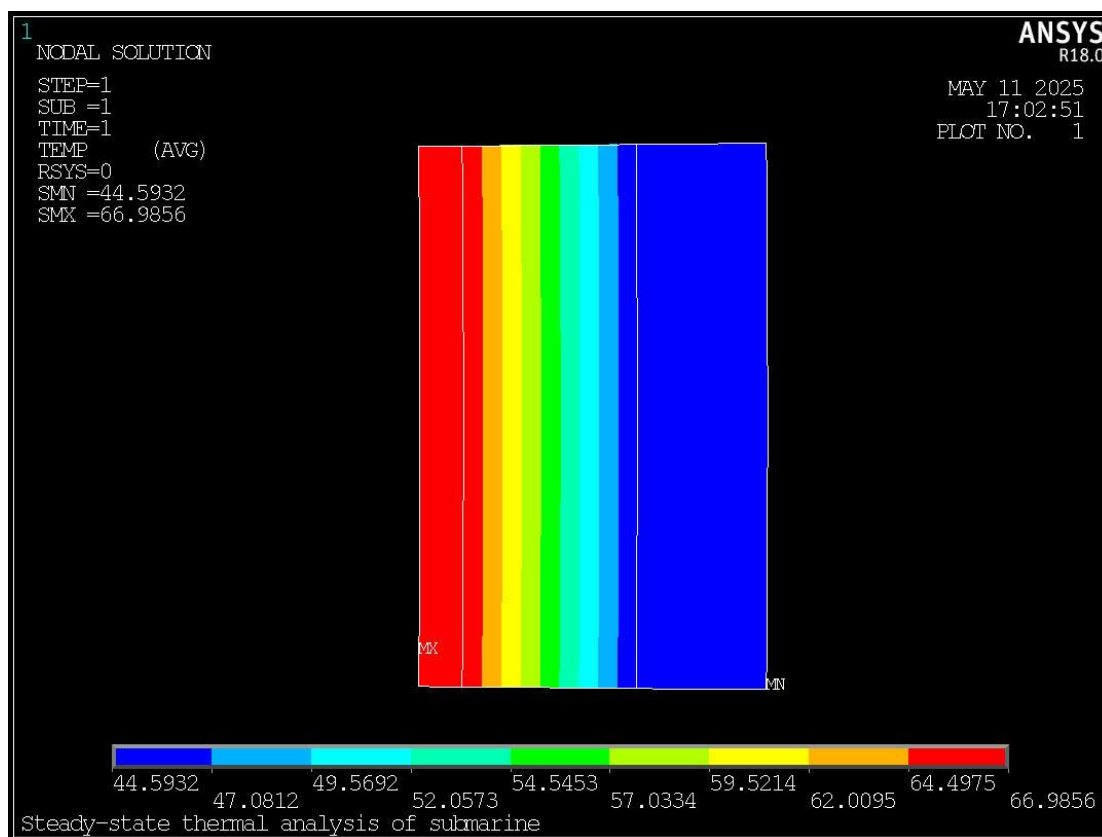 1
NODAL SOLUTION
STEP=1
SUB =1
TIME=1
TEMP (AVG)
RSYS=0
SMN =44.5932
SMX =66.9856
ANSYS
R18.0
MAY 11 2025
17:02:51
PLOT NO. 1
MX
MN
44.5932 49.5692 54.5453 59.5214 64.4975
47.0812 52.0573 57.0334 62.0095 66.9856
Steady-state thermal analysis of submarine